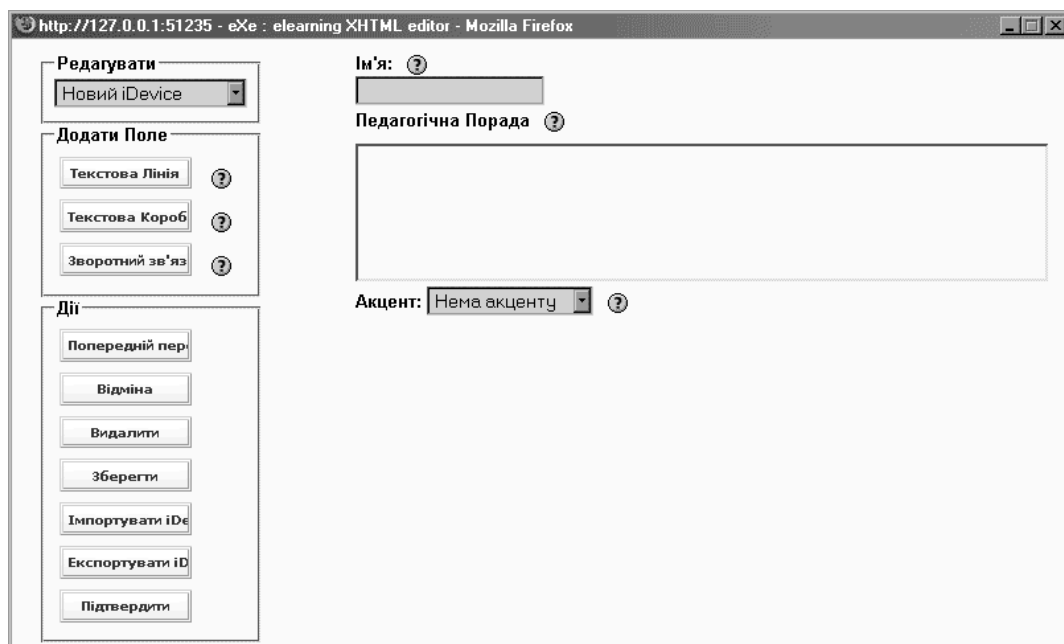 http://127.0.0.1:51235 - eXe : elearning XHTML editor - Mozilla Firefox
Редагувати
Новий iDevice
Додати Поле
Текстова Лінія
?
Текстова Короб
?
Зворотний зв'яз
?
Дії
Попередній пер
Відміна
Видалити
Зберегти
Імпортувати iDe
Експортувати iD
Підтвердити
Ім'я: ?
Педагогічна Порада ?
Акцент: Нема акценту ?